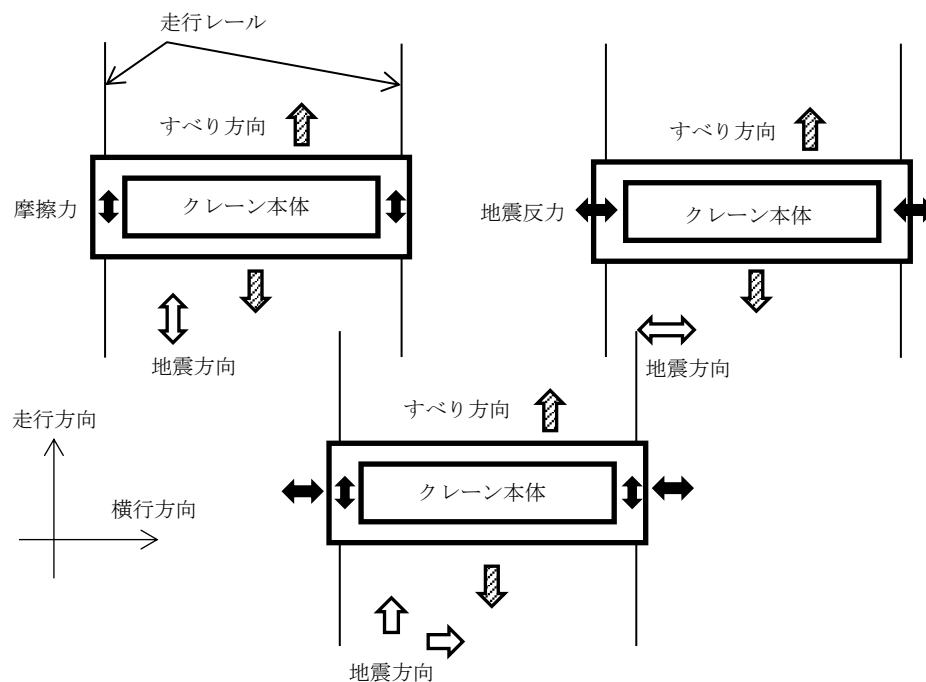 走行レール
すべり方向
摩擦力
クレーン本体
地震方向
すべり方向
地震反力
クレーン本体
地震方向
走行方向
横行方向
すべり方向
クレーン本体
地震方向